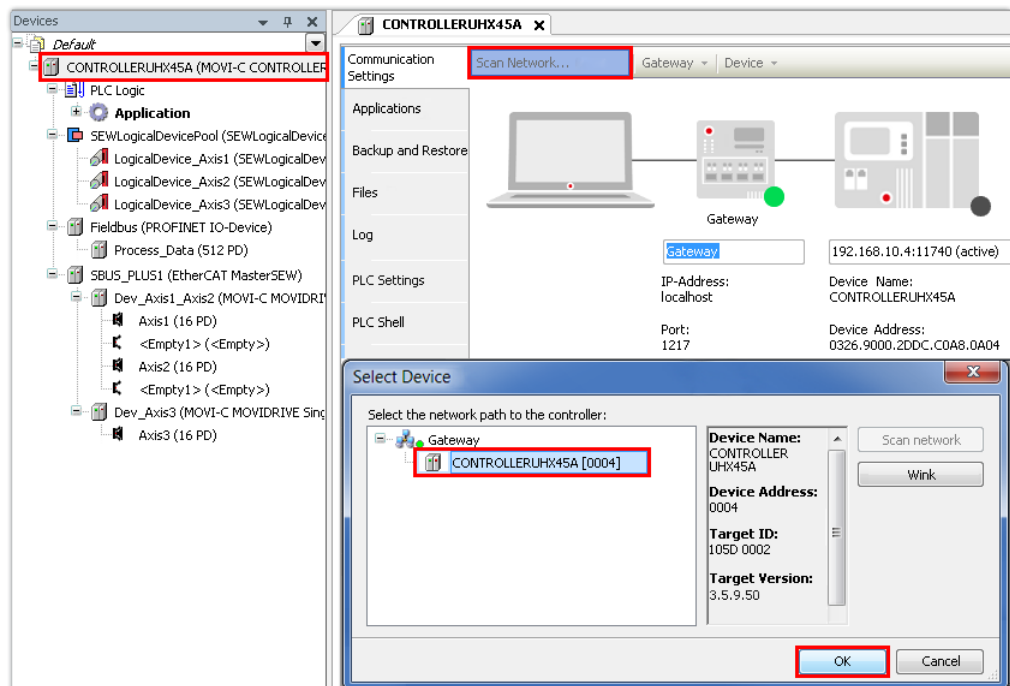 Devices
Default
CONTROLLERUHX45A (MOVI-C CONTROLLER
PLC Logic
Application
SEWLogicalDevicePool (SEWLogicalDevice
LogicalDevice_Axis1 (SEWLogicalDev
LogicalDevice_Axis2 (SEWLogicalDev
LogicalDevice_Axis3 (SEWLogicalDev
Fieldbus (PROFINET IO-Device)
Process_Data (512 PD)
SBUS_PLUS1 (EtherCAT MasterSEW)
Dev_Axis1_Axis2 (MOVI-C MOVIDRI
Axis1 (16 PD)
<Empty1> (<Empty>)
Axis2 (16 PD)
<Empty1> (<Empty>)
Dev_Axis3 (MOVI-C MOVIDRIVE Sing
Axis3 (16 PD)
CONTROLLERUHX45A
Communication
Settings
Applications
Backup and Restore
Files
Log
PLC Settings
PLC Shell
Scan Network...
Gateway
Device
Gateway
Gateway
IP-Address:
localhost
Port:
1217
192.168.10.4:11740 (active)
Device Name:
CONTROLLERUHX45A
Device Address:
0326.9000.2DDC.C0A8.0A04
Select Device
Select the network path to the controller:
Gateway
CONTROLLERUHX45A [0004]
Device Name:
CONTROLLER
UHX45A
Device Address:
0004
Target ID:
105D 0002
Target Version:
3.5.9.50
Scan network
Wink
OK
Cancel